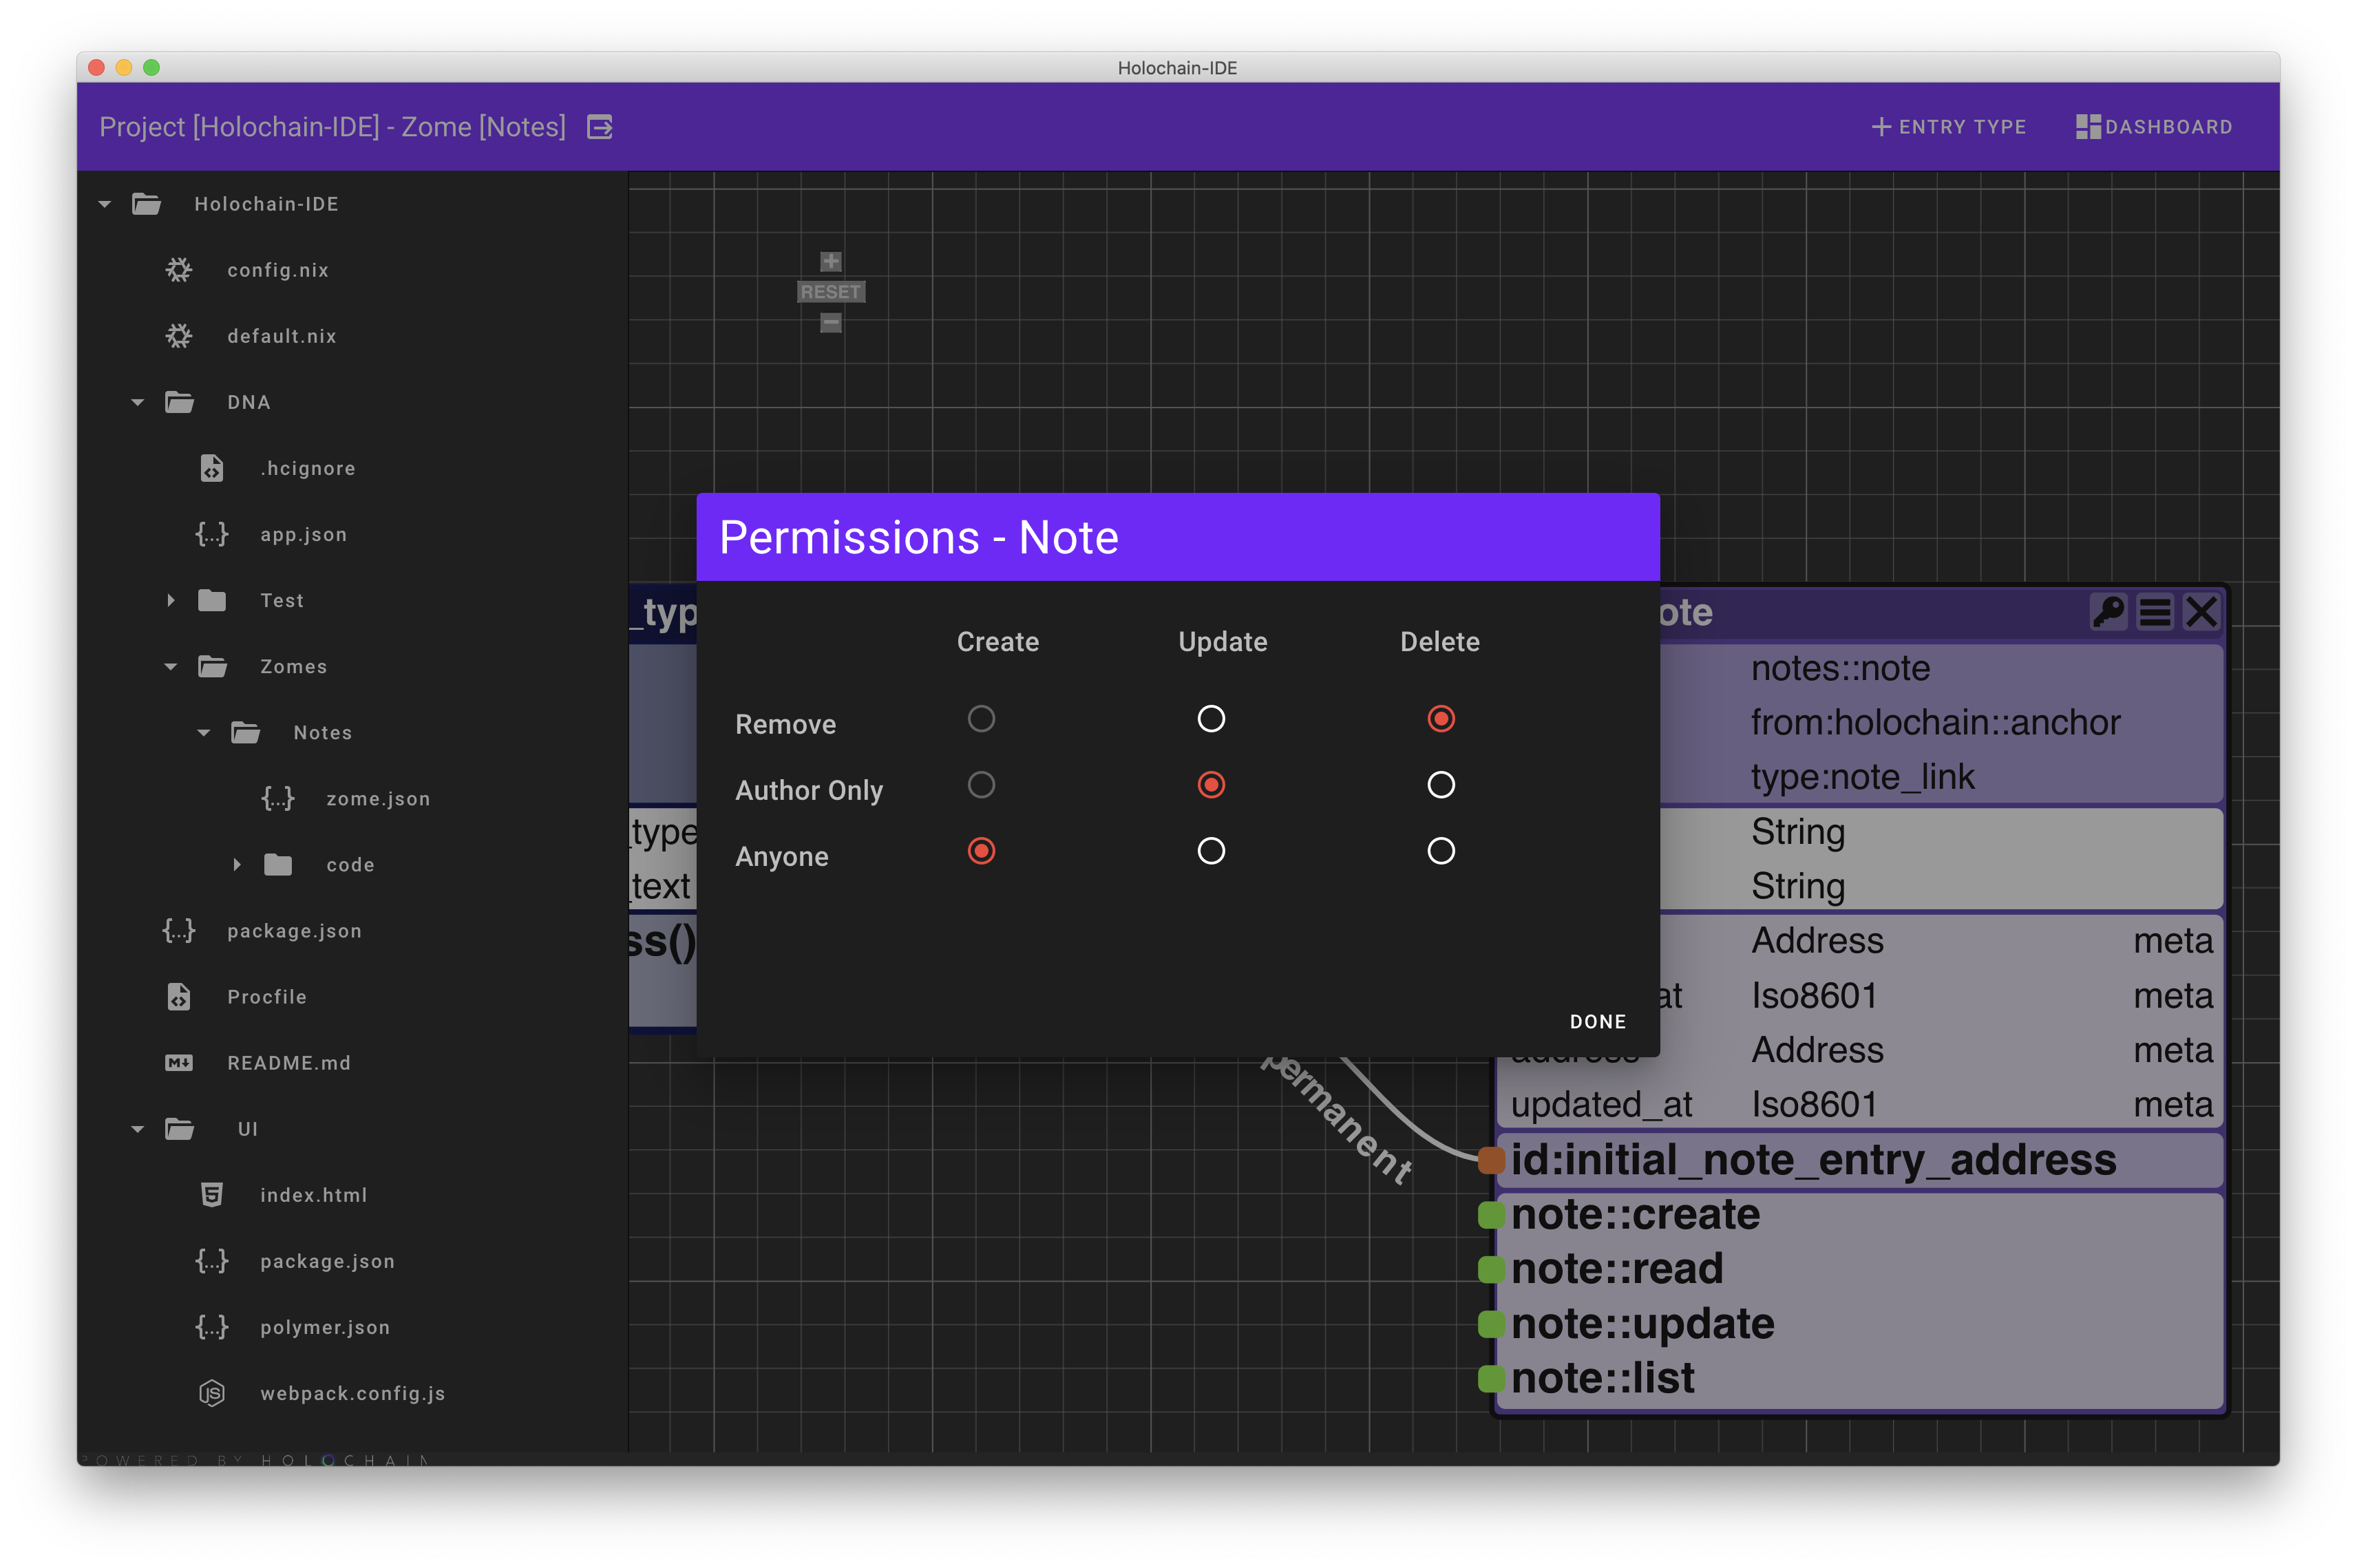 Holochain-IDE
Project [Holochain-IDE] - Zome [Notes]
ENTRY TYPE
DASHBOARD
Holochain-IDE
config.nix
default.nix
DNA
.hcignore
{...} app.json
Test
Zomes
Notes
{...} zome.json
code
{...} package.json
Procfile
M README.md
UI
5 index.html
{...} package.json
{...} polymer.json
JS webpack.config.js
POWERED BY HOLOCHAIN
+
RESET
−
Permissions - Note
Create Update Delete
Remove
Author Only
Anyone
DONE
_typ
_type
_text
ss()
permanent
ote
notes::note
from:holochain::anchor
type:note_link
String
String
Address meta
at Iso8601 meta
address Address meta
updated_at Iso8601 meta
id:initial_note_entry_address
note::create
note::read
note::update
note::list